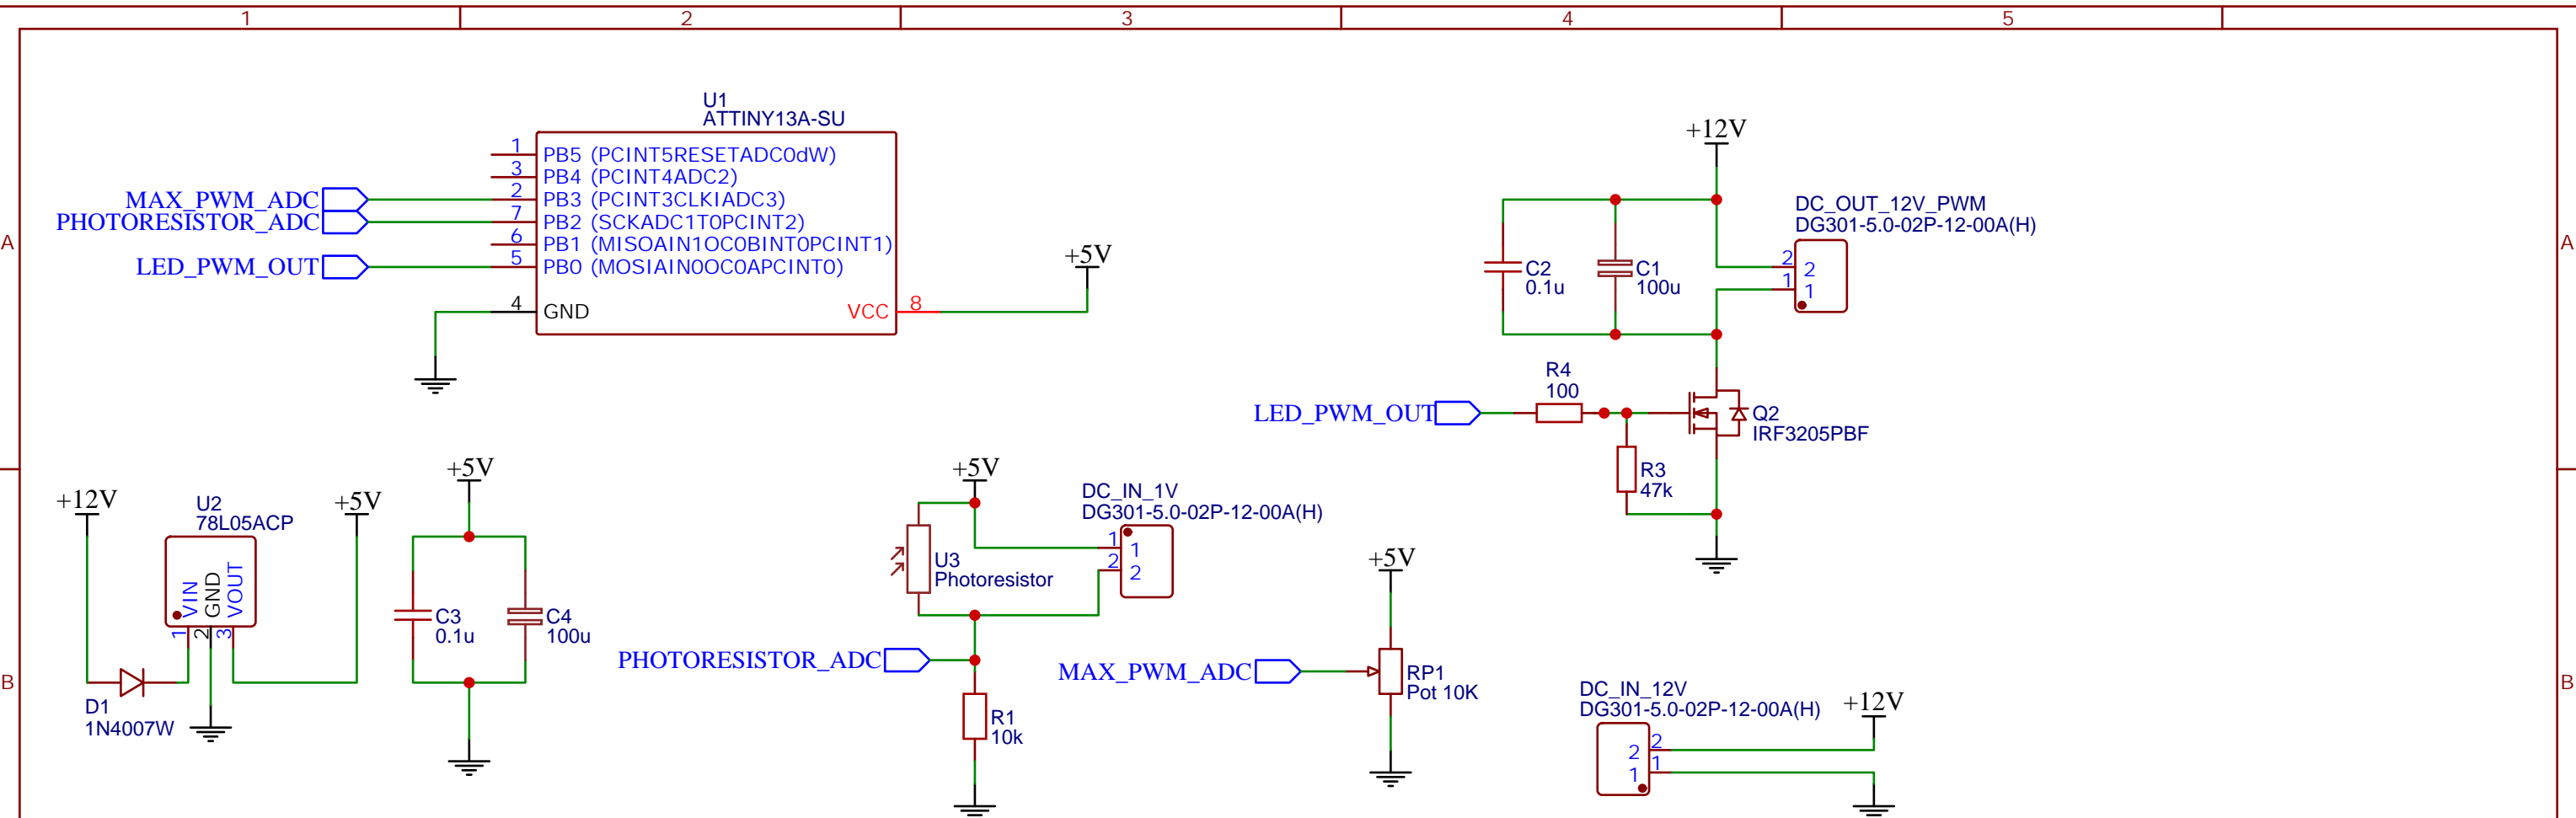 1 2 3 4 5
U1
ATTINY13A-SU
1 PB5 (PCINT5RESETADC0dW)
3 PB4 (PCINT4ADC2)
MAX_PWM_ADC 2 PB3 (PCINT3CLKIADC3)
PHOTORESISTOR_ADC 7 PB2 (SCKADC1T0PCINT2)
6 PB1 (MISOAIN1OC0BINT0PCINT1)
LED_PWM_OUT 5 PB0 (MOSIAIN0OC0APCINT0)
4 GND VCC 8
+5V
A A
+12V
DC_OUT_12V_PWM
DG301-5.0-02P-12-00A(H)
2 2
1 1
C2
0.1u
C1
100u
R4
100
LED_PWM_OUT
Q2
IRF3205PBF
R3
47k
+12V
U2
78L05ACP
+5V
VIN GND VOUT
1 2 3
D1
1N4007W
+5V
C3
0.1u
C4
100u
+5V
DC_IN_1V
DG301-5.0-02P-12-00A(H)
1 1
2 2
U3
Photoresistor
PHOTORESISTOR_ADC
R1
10k
+5V
MAX_PWM_ADC
RP1
Pot 10K
DC_IN_12V
DG301-5.0-02P-12-00A(H)
+12V
2 2
1 1
B B